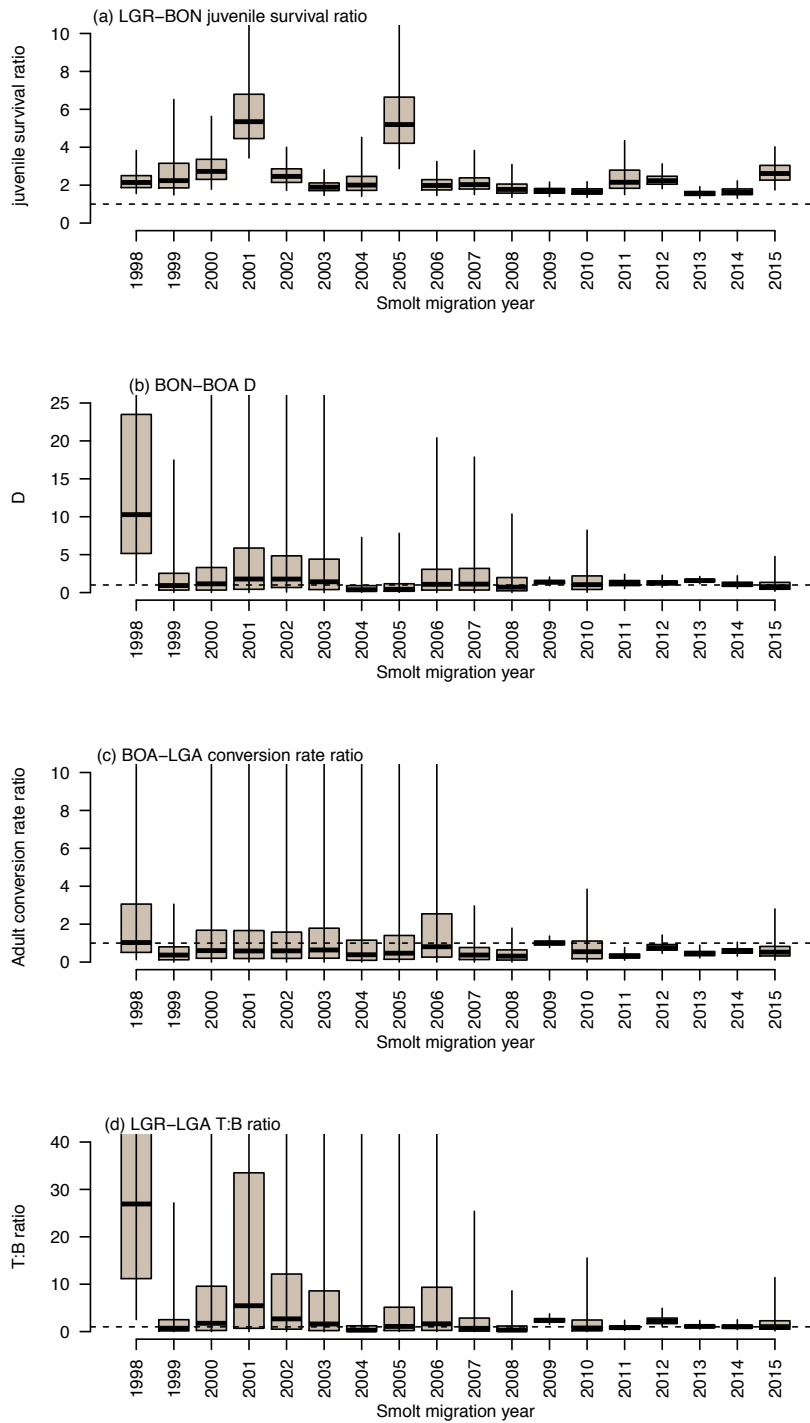 (a) LGR−BON juvenile survival ratio
juvenile survival ratio
10
8
6
4
2
0
1998 1999 2000 2001 2002 2003 2004 2005 2006 2007 2008 2009 2010 2011 2012 2013 2014 2015
Smolt migration year
(b) BON−BOA D
D
25
20
15
10
5
0
1998 1999 2000 2001 2002 2003 2004 2005 2006 2007 2008 2009 2010 2011 2012 2013 2014 2015
Smolt migration year
(c) BOA−LGA conversion rate ratio
Adult conversion rate ratio
10
8
6
4
2
0
1998 1999 2000 2001 2002 2003 2004 2005 2006 2007 2008 2009 2010 2011 2012 2013 2014 2015
Smolt migration year
(d) LGR−LGA T:B ratio
T:B ratio
40
30
20
10
0
1998 1999 2000 2001 2002 2003 2004 2005 2006 2007 2008 2009 2010 2011 2012 2013 2014 2015
Smolt migration year